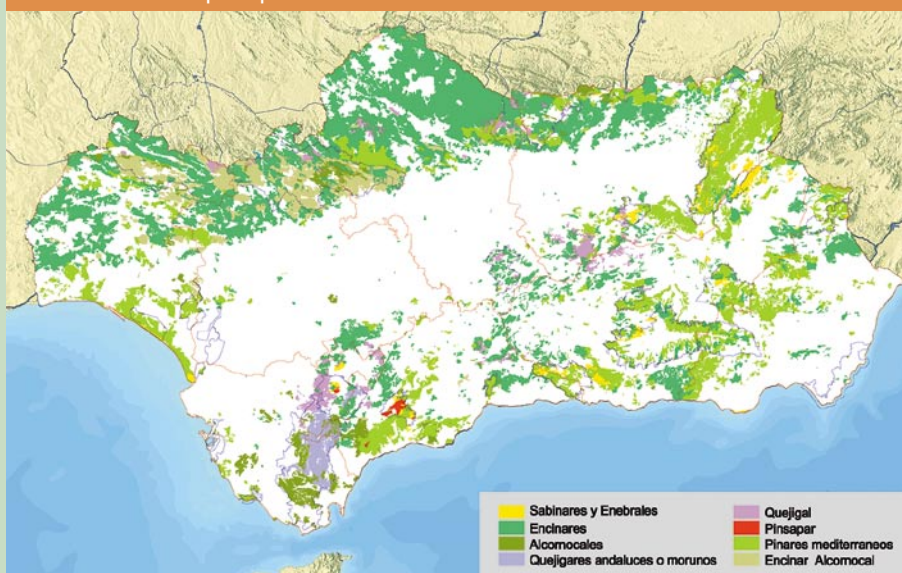 Sabinares y Enebrales
Encinares
Alcornocales
Quejigares andaluces o morunos
Quejigal
Pinsapar
Pinares mediterraneos
Encinar Alcornocal